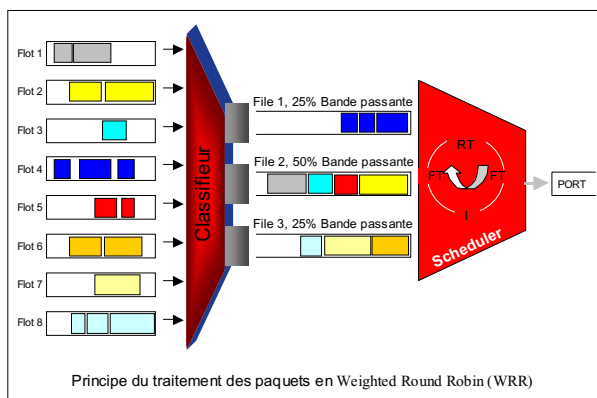 Flot 1
Flot 2
Flot 3
Flot 4
Flot 5
Flot 6
Flot 7
Flot 8
Classifieur
File 1, 25% Bande passante
File 2, 50% Bande passante
File 3, 25% Bande passante
RT
FT
FT
I
Scheduler
PORT
Principe du traitement des paquets en Weighted Round Robin (WRR)